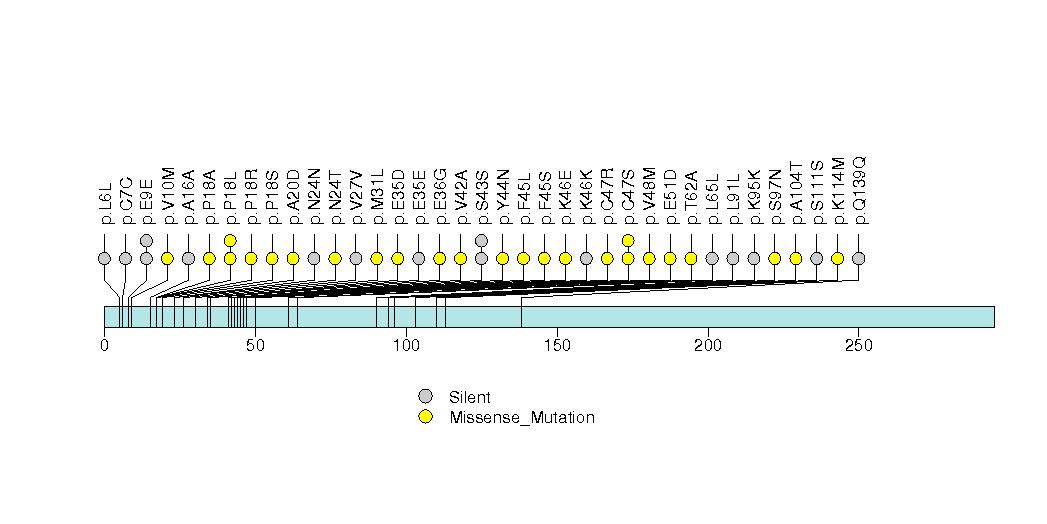 p.L6L
p.C7C
p.E9E
p.V10M
p.A16A
p.P18A
p.P18L
p.P18R
p.P18S
p.A20D
p.N24N
p.N24T
p.V27V
p.M31L
p.E35D
p.E35E
p.E36G
p.V42A
p.S43S
p.Y44N
p.F45L
p.F45S
p.K46E
p.K46K
p.C47R
p.C47S
p.V48M
p.E51D
p.T62A
p.L65L
p.L91L
p.K95K
p.S97N
p.A104T
p.S111S
p.K114M
p.Q139Q
0 50 100 150 200 250
Silent
Missense_Mutation